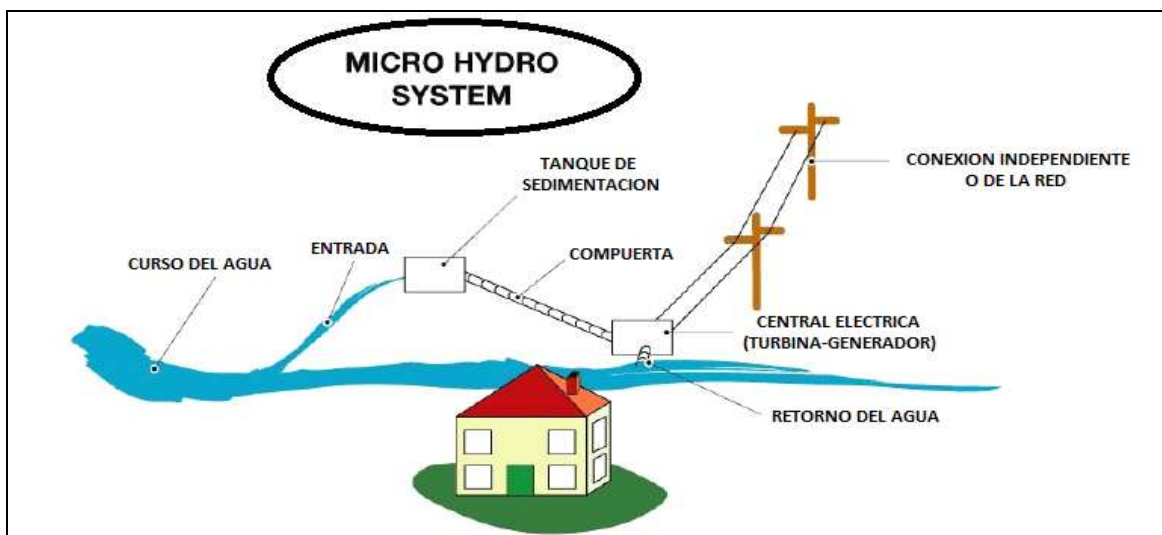 MICRO HYDRO
SYSTEM
TANQUE DE
SEDIMENTACION
CONEXION INDEPENDIENTE
O DE LA RED
ENTRADA
COMPUERTA
CURSO DEL AGUA
CENTRAL ELECTRICA
(TURBINA-GENERADOR)
RETORNO DEL AGUA